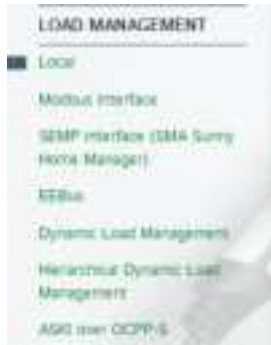 LOAD MANAGEMENT
Local
Modbus Interface
SEMP interface (SMA Sunny
Home Manager)
EEBus
Dynamic Load Management
Hierarchical Dynamic Load
Management
over OCPP-S